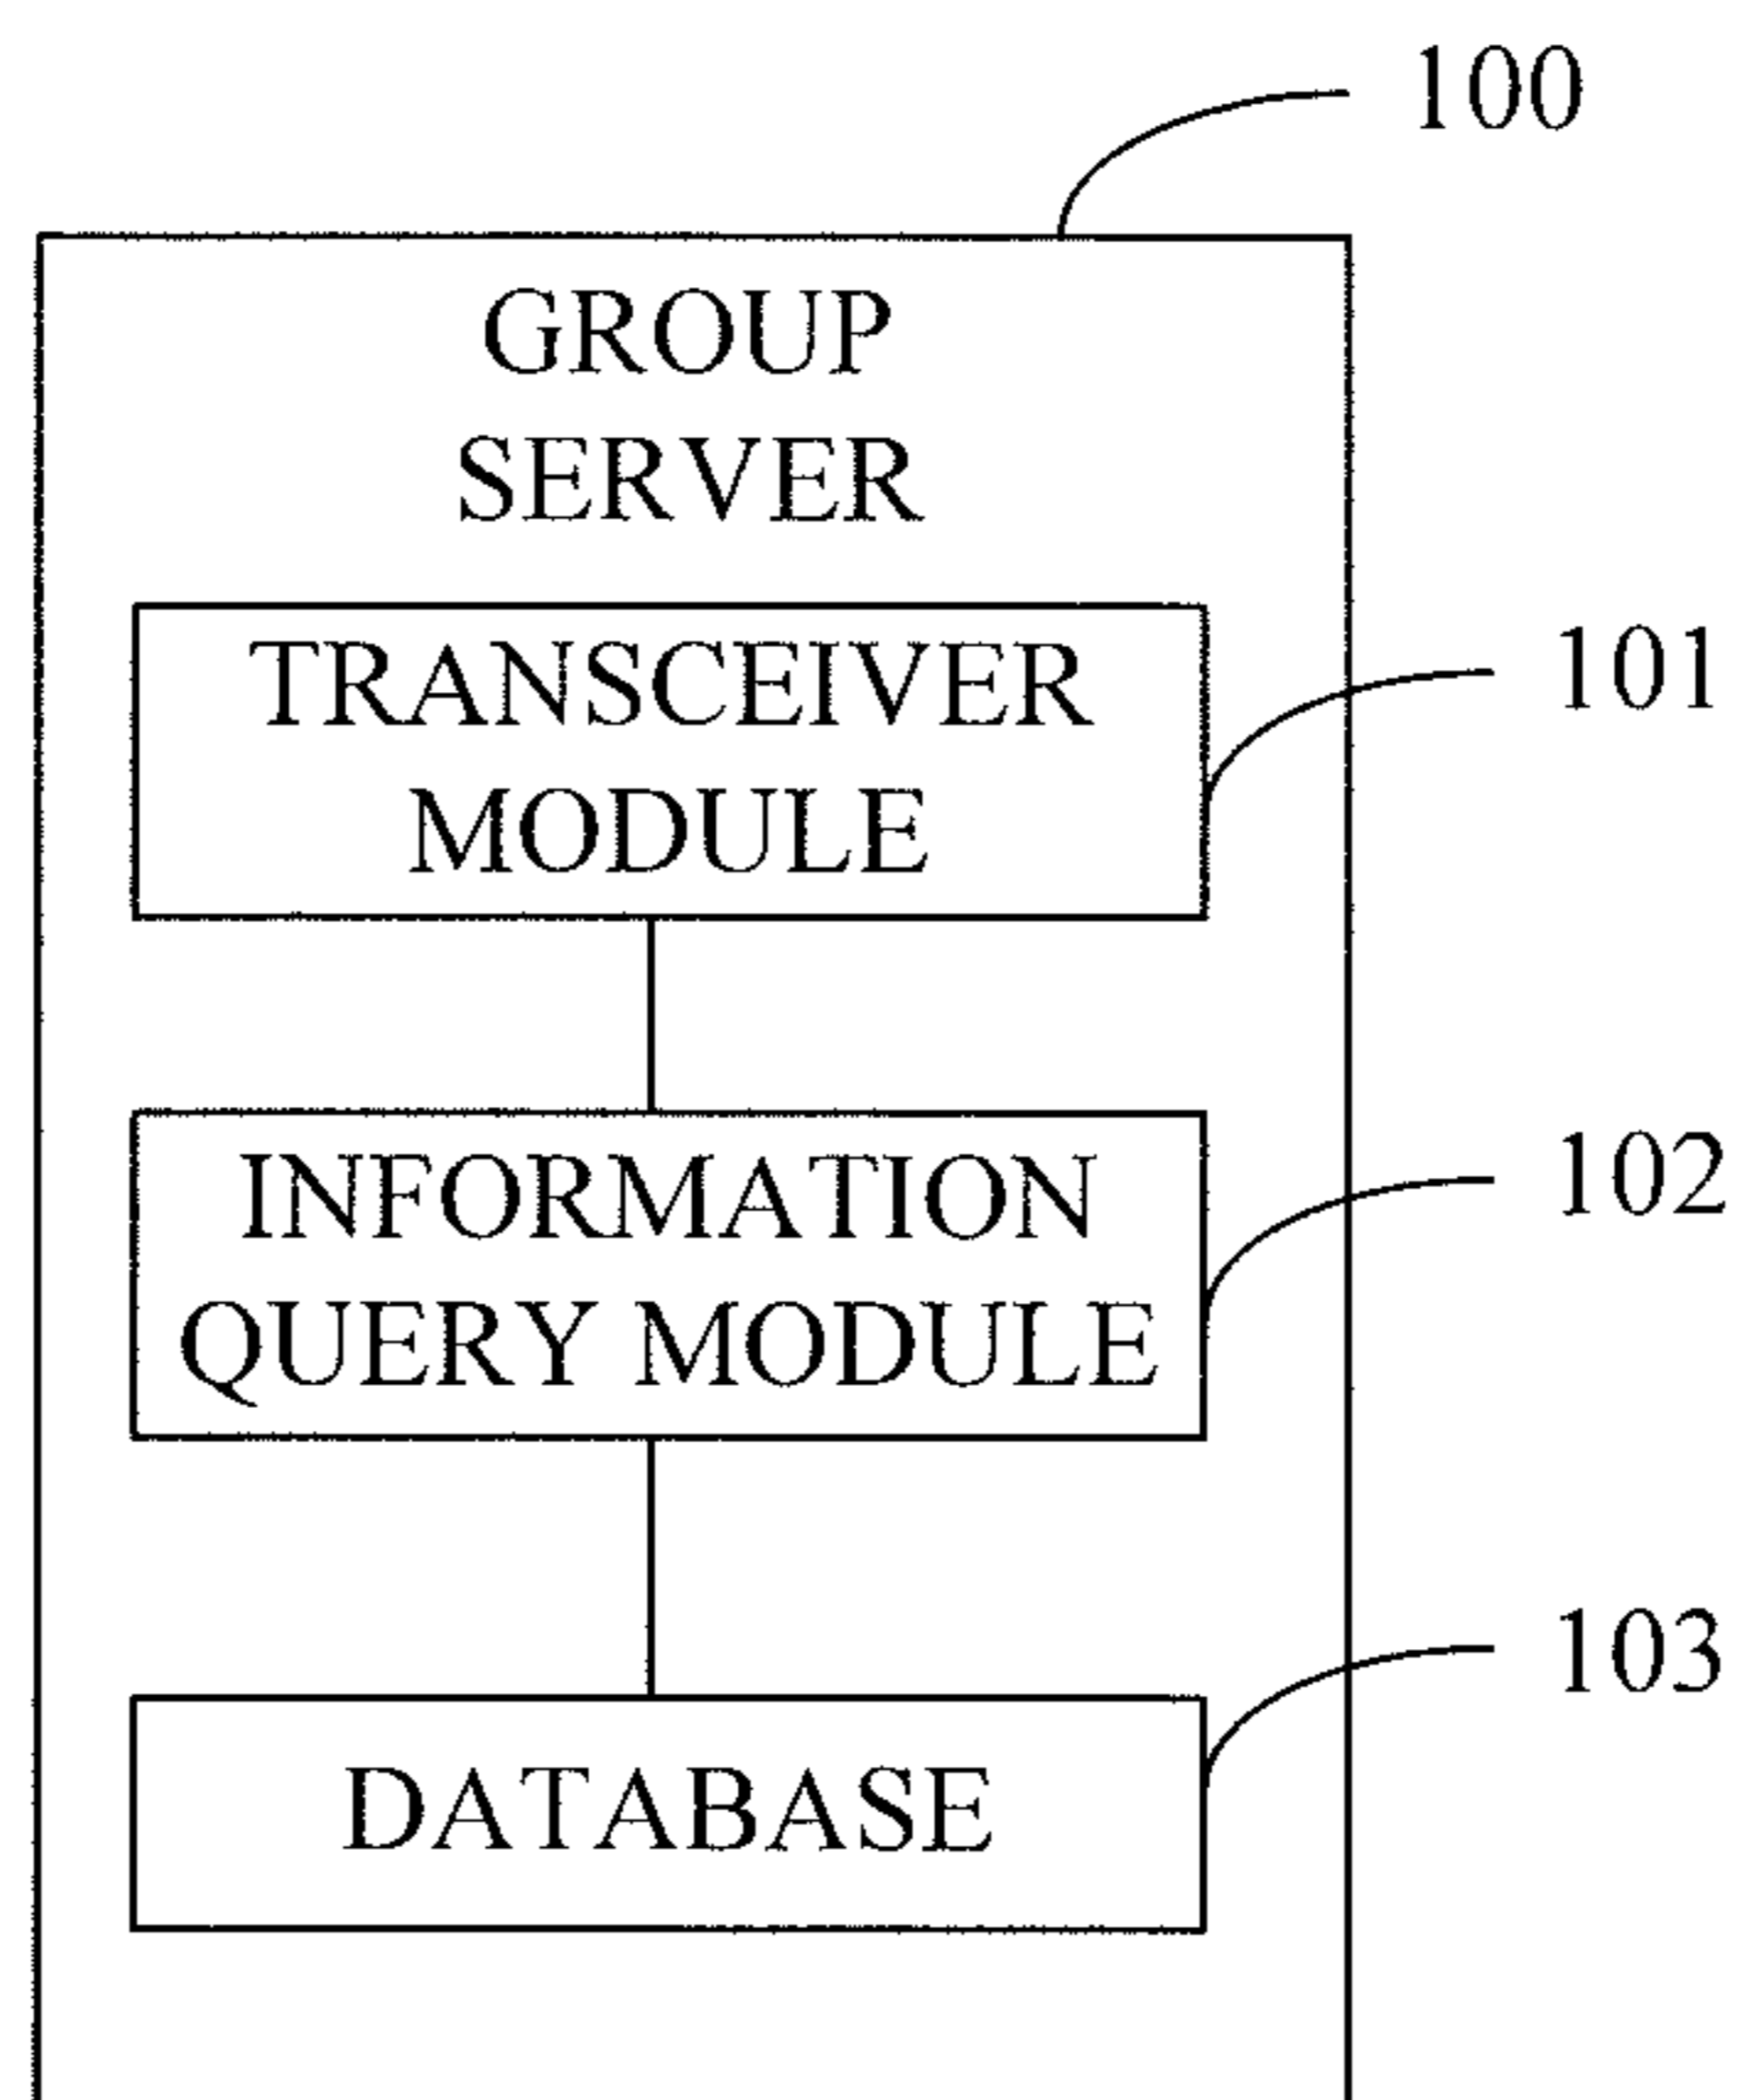 100
GROUP
SERVER
TRANSCEIVER
MODULE
101
INFORMATION
QUERY MODULE
102
DATABASE
103